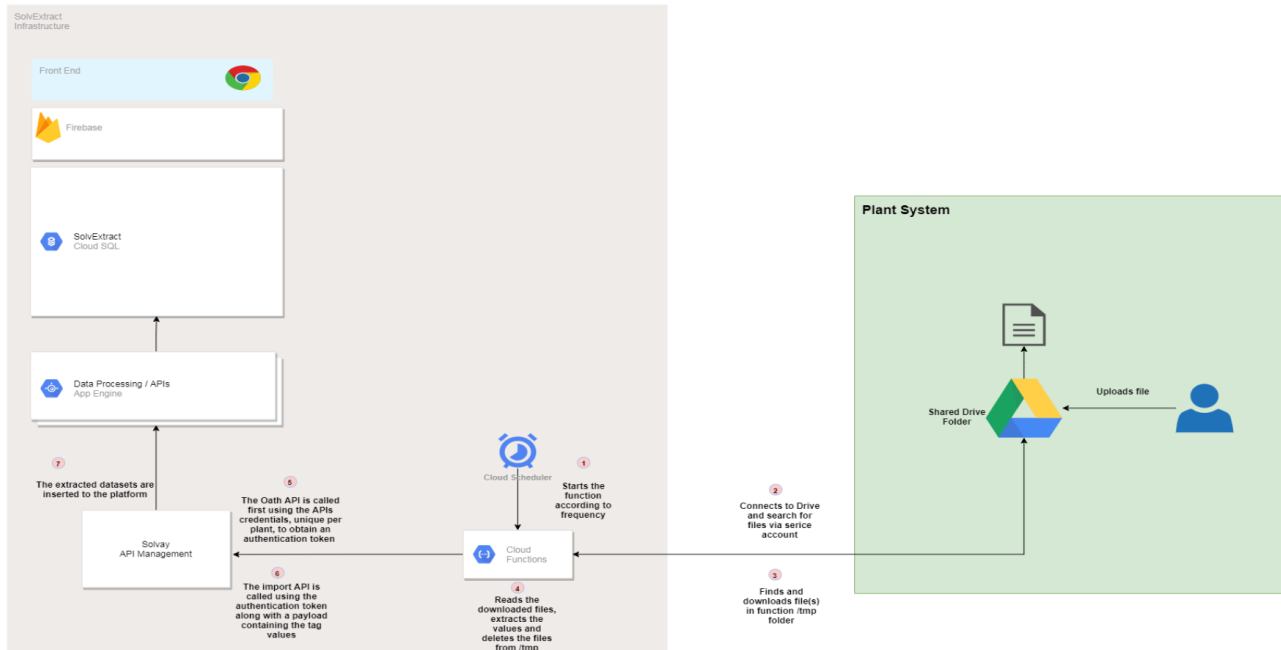 SolvExtract
Infrastructure
Front End
Firebase
SolvExtract
Cloud SQL
Data Processing / APIs
App Engine
7
The extracted datasets are
inserted to the platform
Solvay
API Management
5
The Oath API is called
first using the APIs
credentials, unique per
plant, to obtain an
authentication token
6
The import API is
called using the
authentication token
along with a payload
containing the tag
values
Cloud Scheduler
1
Starts the
function
according to
frequency
Cloud
Functions
4
Reads the
downloaded files,
extracts the
values and
deletes the files
from /tmp
2
Connects to Drive
and search for
files via serice
account
3
Finds and
downloads file(s)
in function /tmp
folder
Plant System
Shared Drive
Folder
Uploads file